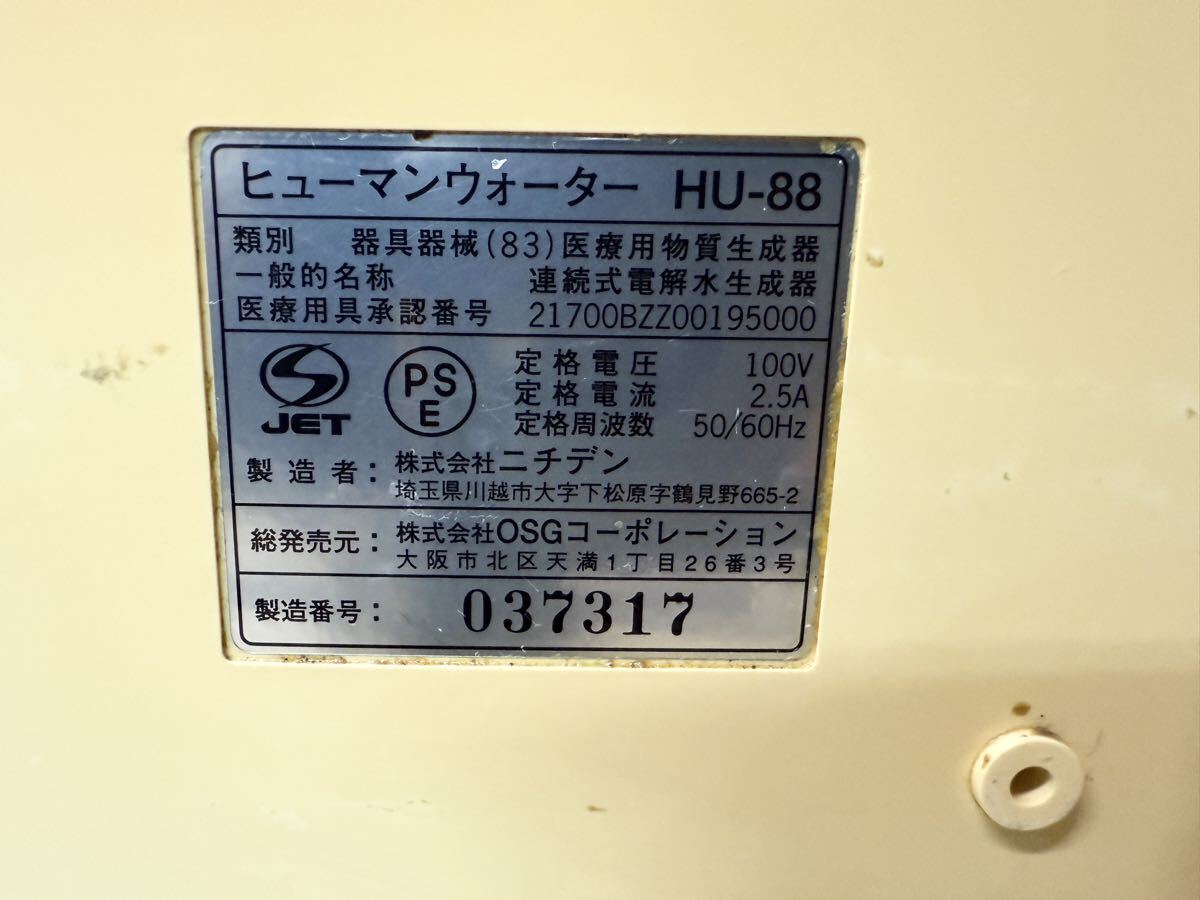 ヒューマンウォーター HU-88
類別 器具器械(83)医療用物質生成器
一般的名称 連続式電解水生成器
医療用具承認番号 21700BZZ00195000
JET
PS
E
定格電圧 100V
定格電流 2.5A
定格周波数 50/60Hz
製造者: 株式会社ニチデン
埼玉県川越市大字下松原字鶴見野665-2
総発売元: 株式会社OSGコーポレーション
大阪市北区天満1丁目26番3号
製造番号: 037317